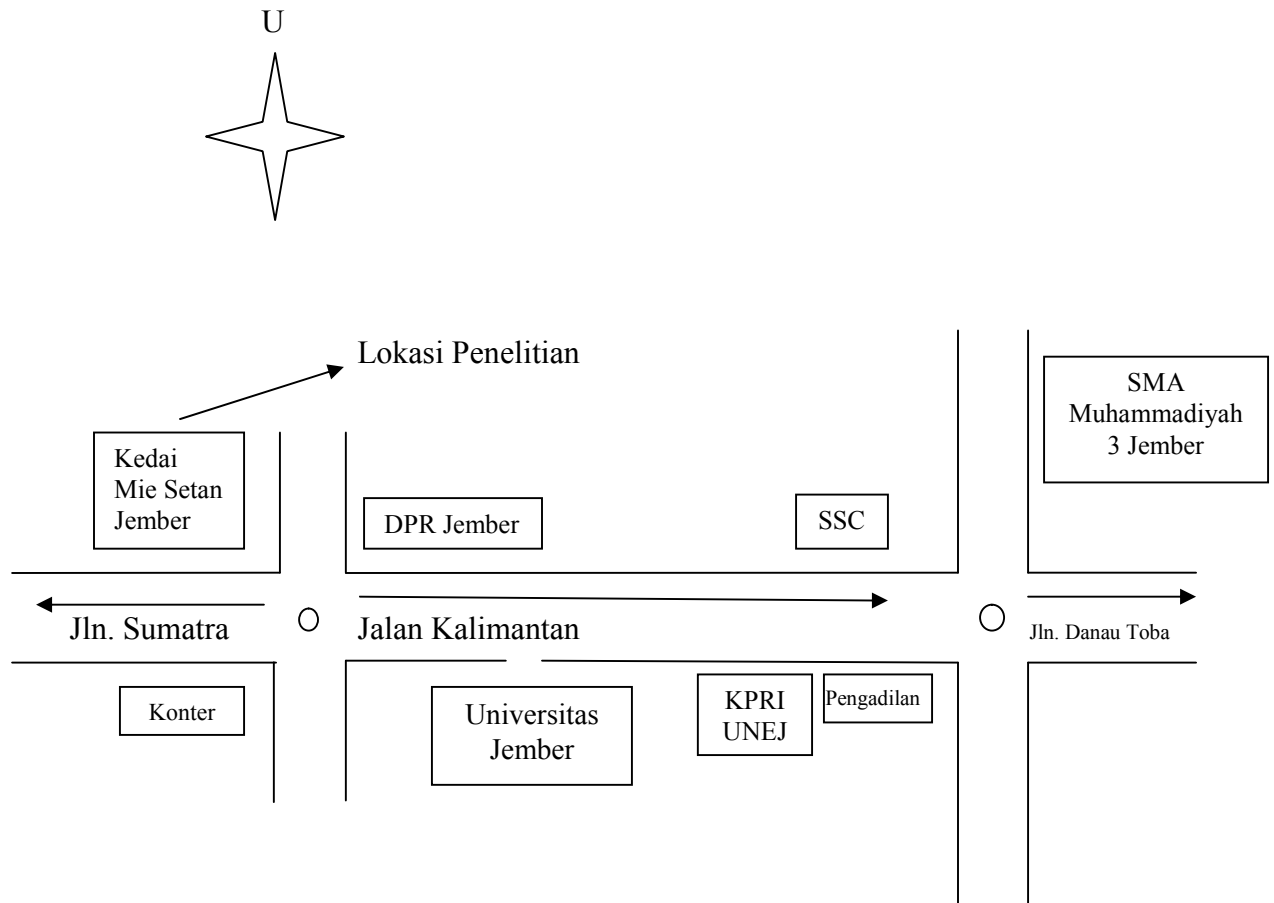 U
Lokasi Penelitian
SMA
Muhammadiyah
3 Jember
Kedai
Mie Setan
Jember
DPR Jember
SSC
Jln. Sumatra
Jalan Kalimantan
Jln. Danau Toba
Konter
Universitas
Jember
KPRI
UNEJ
Pengadilan